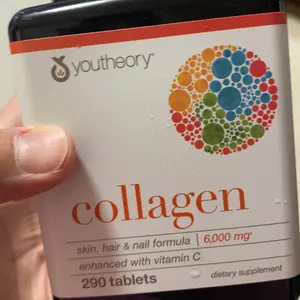 youtheory
collagen
skin, hair & nail formula | 6,000 mg†
enhanced with vitamin C
290 tablets
dietary supplement